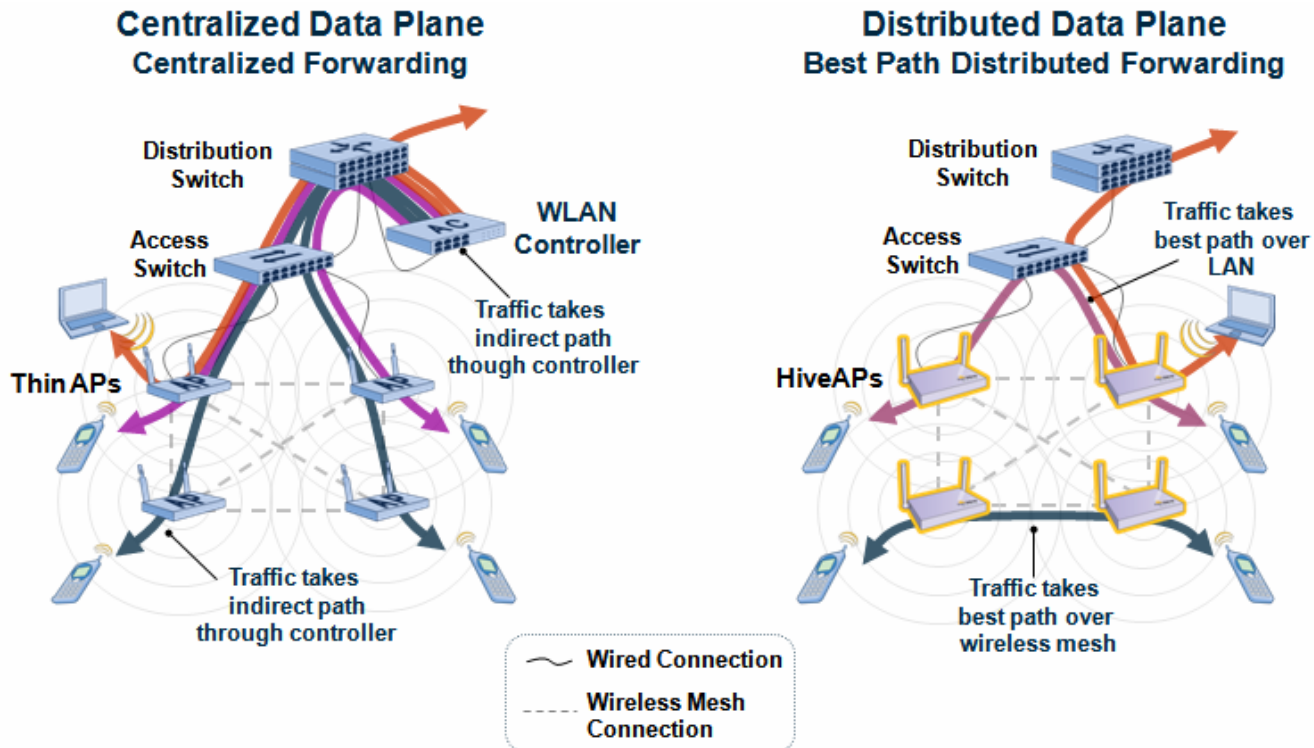 Centralized Data Plane
Centralized Forwarding
Distribution
Switch
Access
Switch
AC
WLAN
Controller
Traffic takes
indirect path
though controller
Thin APs
AP
AP
AP
AP
Traffic takes
indirect path
through controller
Distributed Data Plane
Best Path Distributed Forwarding
Distribution
Switch
Traffic takes
best path over
LAN
Access
Switch
HiveAPs
Traffic takes
best path over
wireless mesh
Wired Connection
Wireless Mesh
Connection